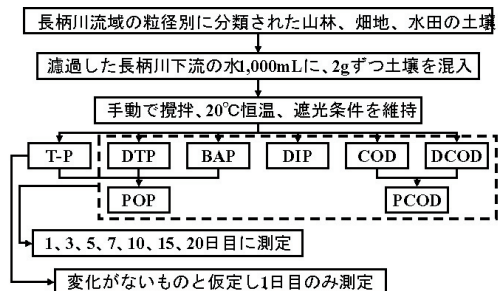 長柄川流域の粒径別に分類された山林、畑地、水田の土壌
濾過した長柄川下流の水1,000mLに、2gずつ土壌を混入
手動で攪拌、20℃恒温、遮光条件を維持
T-P DTP BAP DIP COD DCOD
POP PCOD
1、3、5、7、10、15、20日目に測定
変化がないものと仮定し1日目のみ測定